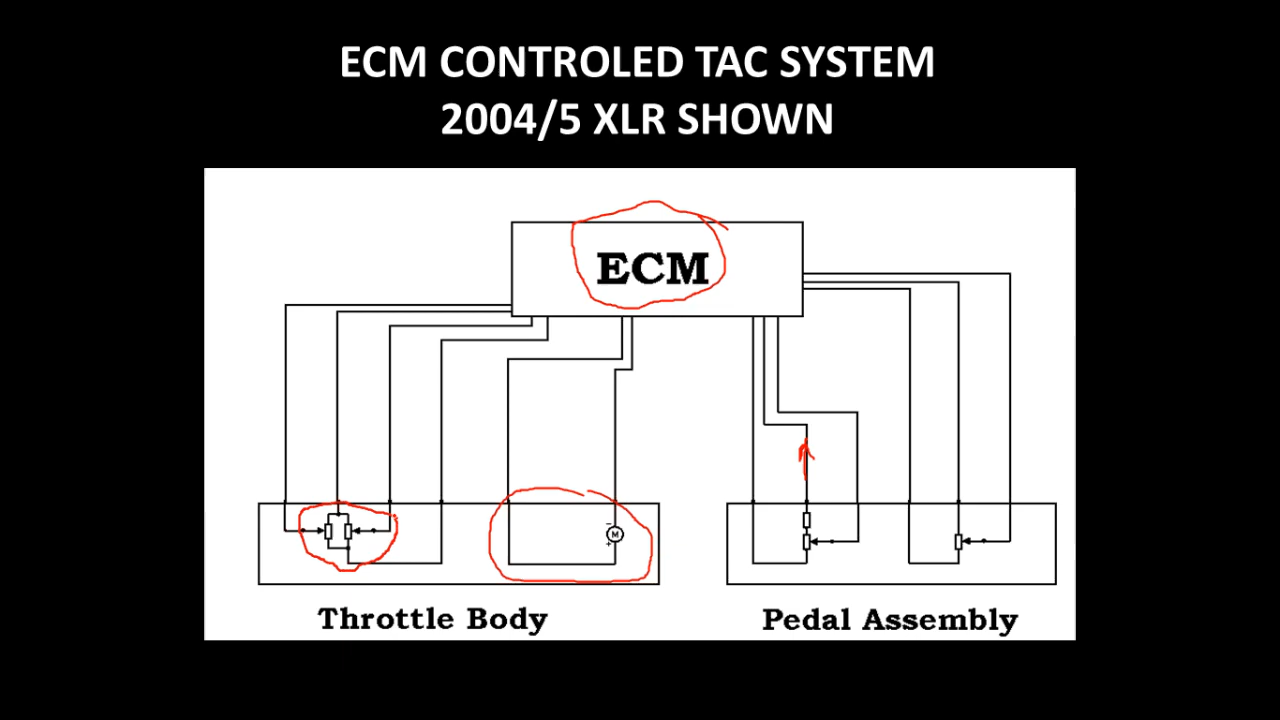 ECM CONTROLED TAC SYSTEM
2004/5 XLR SHOWN
ECM
M
Throttle Body
Pedal Assembly